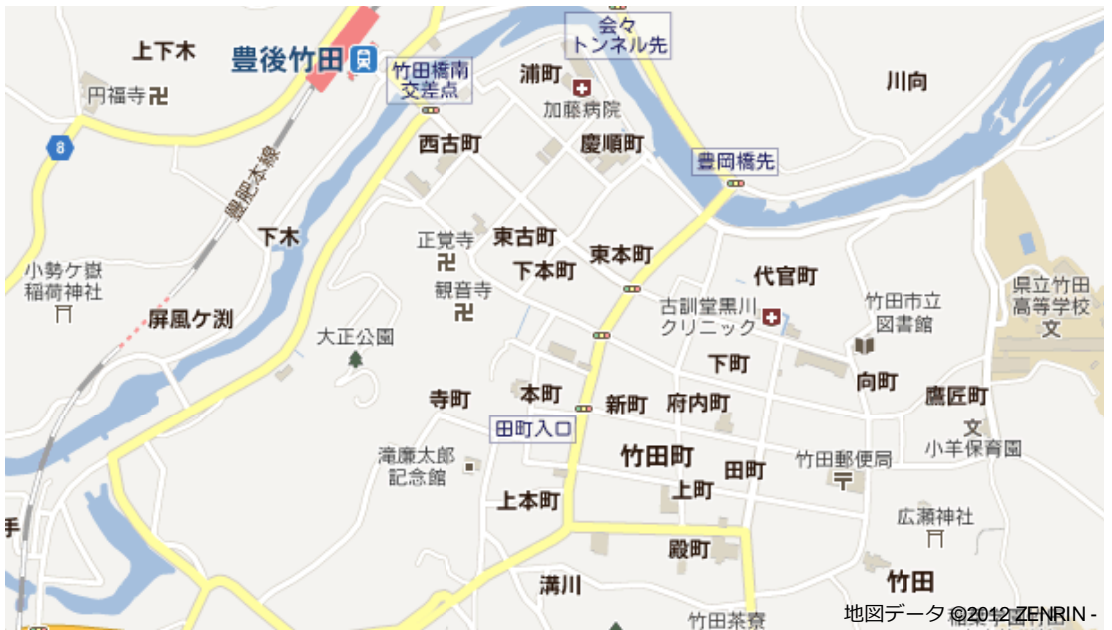 会々
トンネル先
上下木
豊後竹田
竹田橋南
交差点
浦町
川向
円福寺
加藤病院
8
西古町
慶順町
豊岡橋先
豊肥本線
下木
正覚寺
東古町
東本町
下本町
代官町
小勢ケ嶽
稲荷神社
観音寺
古訓堂黒川
クリニック
竹田市立
図書館
県立竹田
高等学校
文
屏風ケ渕
大正公園
下町
向町
寺町
本町
新町
府内町
鷹匠町
文
田町入口
小羊保育園
滝廉太郎
記念館
竹田町
田町
竹田郵便局
上町
上本町
広瀬神社
手
殿町
溝川
竹田
竹田茶寮
地図データ ©2012 ZENRIN -